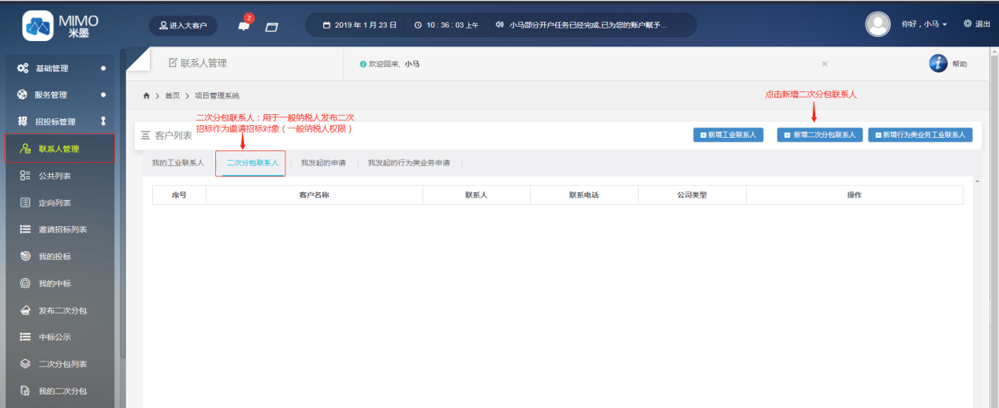 MIMO
米墨
进入大客户
2
2019 年 1 月 23 日
10 : 36 : 03 上午
小马部分开户任务已经完成,已为您的账户赋予...
你好，小马
退出
基础管理
服务管理
招 招投标管理
联系人管理
公共列表
定向列表
邀请招标列表
我的投标
我的中标
发布二次分包
中标公示
二次分包列表
我的二次分包
联系人管理
欢迎回来, 小马
×
帮助
首页 > 项目管理系统
点击新增二次分包联系人
二次分包联系人：用于一般纳税人发布二次
招标作为邀请招标对象（一般纳税人权限）
客户列表
新增工业联系人
新增二次分包联系人
新增行为类业务工业联系人
我的工业联系人
二次分包联系人
我发起的申请
我发起的行为类业务申请
序号 客户名称 联系人 联系电话 公司类型 操作